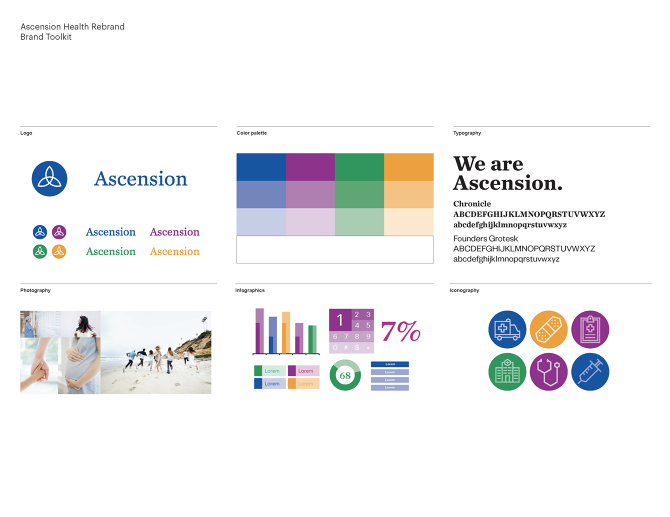 Ascension Health Rebrand
Brand Toolkit
Logo
Color palette
Typography
Ascension
Ascension Ascension
Ascension Ascension
We are
Ascension.
Chronicle
ABCDEFGHIJKLMNOPQRSTUVWXYZ
abcdefghijklmnopqrstuvwxyz
Founders Grotesk
ABCDEFGHIJKLMNOPQRSTUVWXYZ
abcdefghijklmnopqrstuvwxyz
Photography
Infographics
Iconography
1 2 3
4 5
6 7 8 9
0 # $ +
7%
Lorem Lorem
Lorem Lorem
68
Lorem
Lorem
Lorem
Lorem